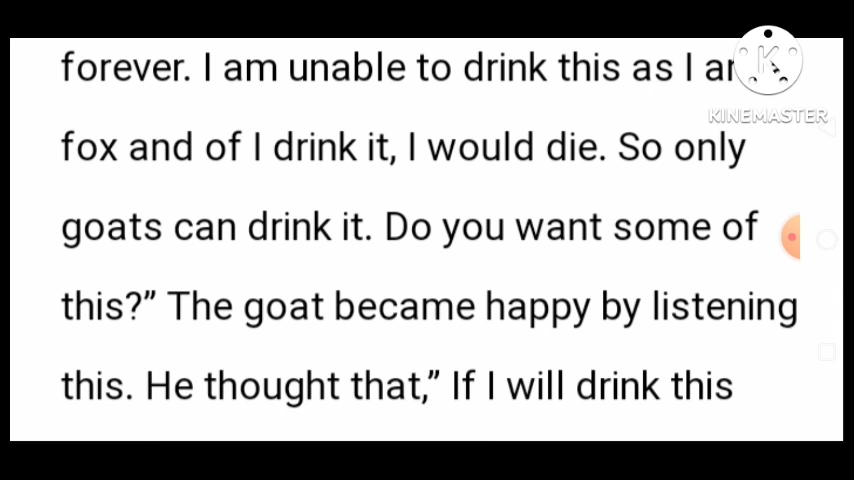 forever. I am unable to drink this as I
KINEMASTER
fox and of I drink it, I would die. So only
goats can drink it. Do you want some of
this?” The goat became happy by listening
this. He thought that,” If I will drink this